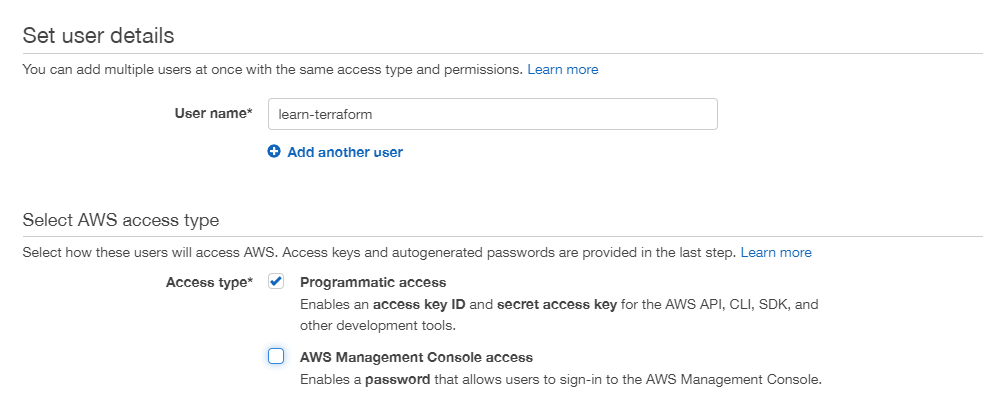 Set user details
You can add multiple users at once with the same access type and permissions. Learn more
User name* learn-terraform
Add another user
Select AWS access type
Select how these users will access AWS. Access keys and autogenerated passwords are provided in the last step. Learn more
Access type* Programmatic access
Enables an access key ID and secret access key for the AWS API, CLI, SDK, and
other development tools.
AWS Management Console access
Enables a password that allows users to sign-in to the AWS Management Console.